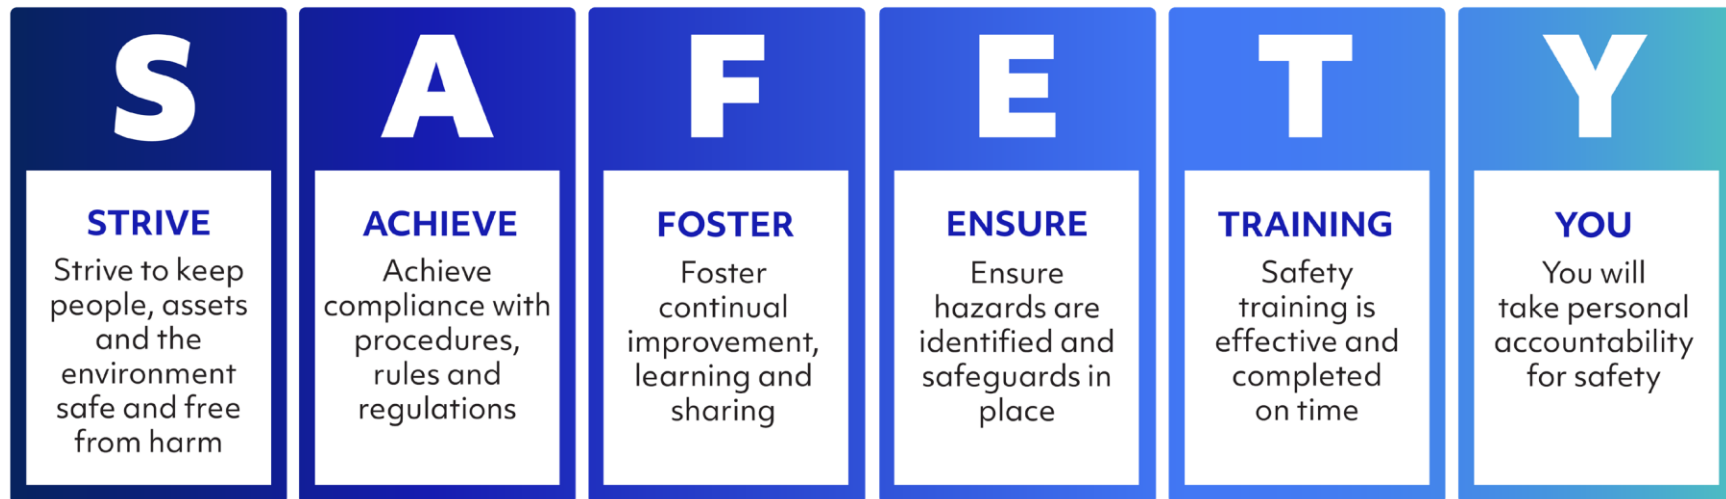 S
STRIVE
Strive to keep
people, assets
and the
environment
safe and free
from harm
A
ACHIEVE
Achieve
compliance with
procedures,
rules and
regulations
F
FOSTER
Foster
continual
improvement,
learning and
sharing
E
ENSURE
Ensure
hazards are
identified and
safeguards in
place
T
TRAINING
Safety
training is
effective and
completed
on time
Y
YOU
You will
take personal
accountability
for safety